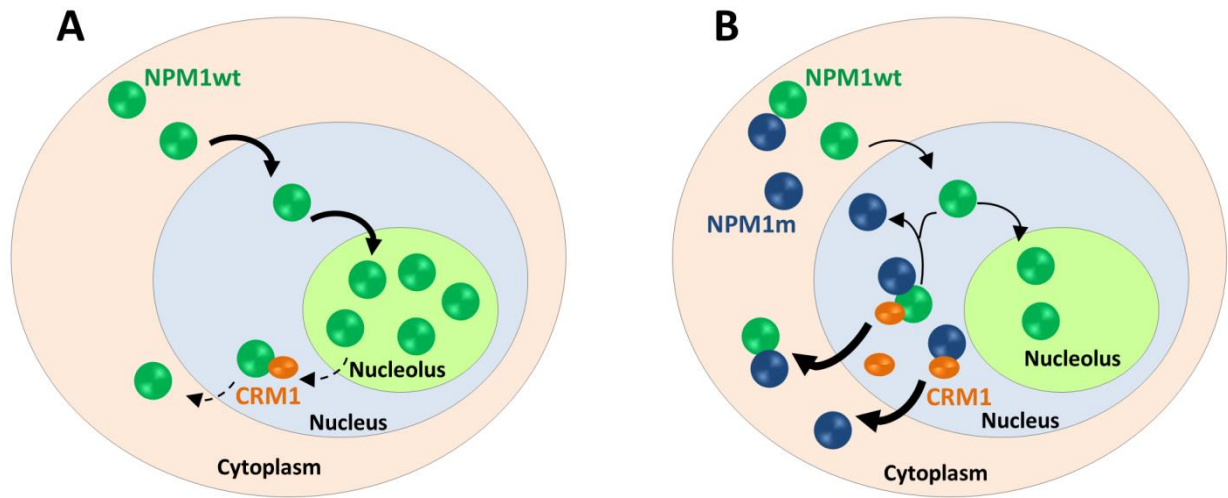 A
NPM1wt
Nucleolus
CRM1
Nucleus
Cytoplasm
B
NPM1wt
NPM1m
Nucleolus
CRM1
Nucleus
Cytoplasm